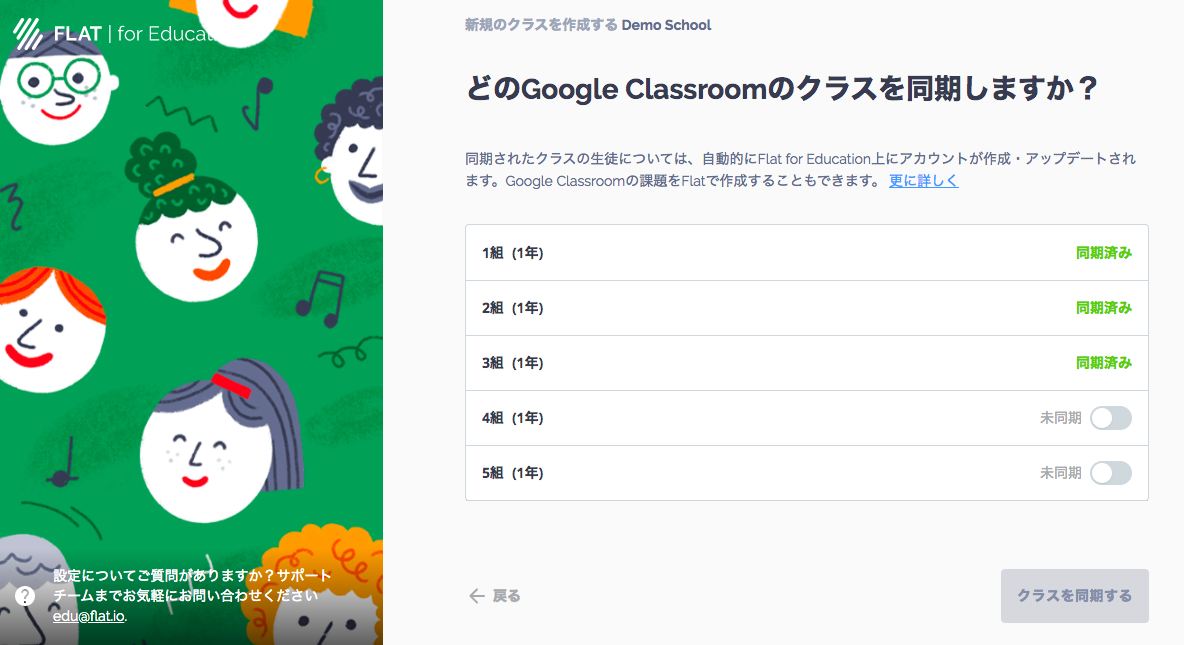 FLAT | for Educat
新規のクラスを作成する Demo School
どのGoogle Classroomのクラスを同期しますか？
同期されたクラスの生徒については、自動的にFlat for Education上にアカウントが作成・アップデートされ
ます。Google Classroomの課題をFlatで作成することもできます。 更に詳しく
1組 (1年) 同期済み
2組 (1年) 同期済み
3組 (1年) 同期済み
4組 (1年) 未同期
5組 (1年) 未同期
設定についてご質問がありますか？サポート
チームまでお気軽にお問い合わせください
edu@flat.io.
← 戻る
クラスを同期する